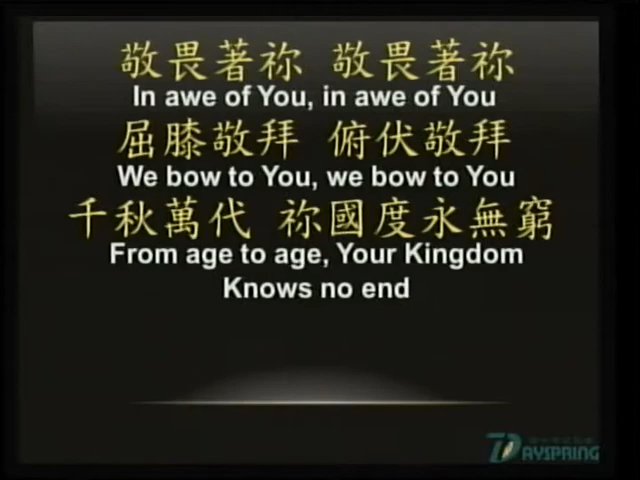 敬畏著祢 敬畏著祢
In awe of You, in awe of You
屈膝敬拜 俯伏敬拜
We bow to You, we bow to You
千秋萬代 祢國度永無窮
From age to age, Your Kingdom
Knows no end
DAYSPRING